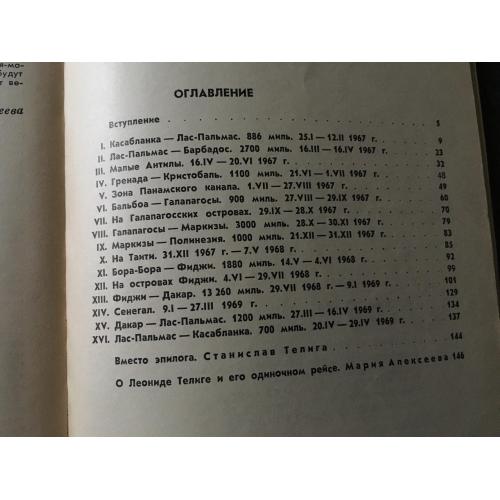 я-мо-
будут
т ве-
еева
ОГЛАВЛЕНИЕ
Вступление 5
I. Касабланка — Лас-Пальмас. 886 миль. 25.I — 12.II 1967 г. 9
II. Лас-Пальмас — Барбадос. 2700 миль. 16.III — 16.IV 1967 г. 23
III. Малые Антилы. 16.IV — 20.VI 1967 г. 32
IV. Гренада — Кристобаль. 1100 миль. 21.VI — 1.VII 1967 г. 48
V. Зона Панамского канала. 1.VII — 27.VIII 1967 г. 49
VI. Бальбоа — Галапагосы. 900 миль. 27.VIII — 29.IX 1967 г. 60
VII. На Галапагосских островах. 29.IX — 28.X 1967 г. 70
VIII. Галапагосы — Маркизы. 3000 миль. 28.X — 30.XI 1967 г. 79
IX. Маркизы — Полинезия. 1000 миль. 21.XII — 31.XII 1967 г. 83
X. На Таити. 31.XII 1967 г. — 7.V 1968 г. 85
XI. Бора-Бора — Фиджи. 1880 миль. 14.V — 4.VI 1968 г. 92
XII. На островах Фиджи. 4.VI — 29.VII 1968 г. 99
XIII. Фиджи — Дакар. 13 260 миль. 29.VII 1968 г. — 9.I 1969 г. 101
XIV. Сенегал. 9.I — 27.III 1969 г. 129
XV. Дакар — Лас-Пальмас. 1200 миль. 27.III — 16.IV 1969 г. 134
XVI. Лас-Пальмас — Касабланка. 700 миль. 20.IV — 29.IV 1969 г. 137
Вместо эпилога. Станислав Телига 144
О Леониде Телиге и его одиночном рейсе. Мария Алексеева 146